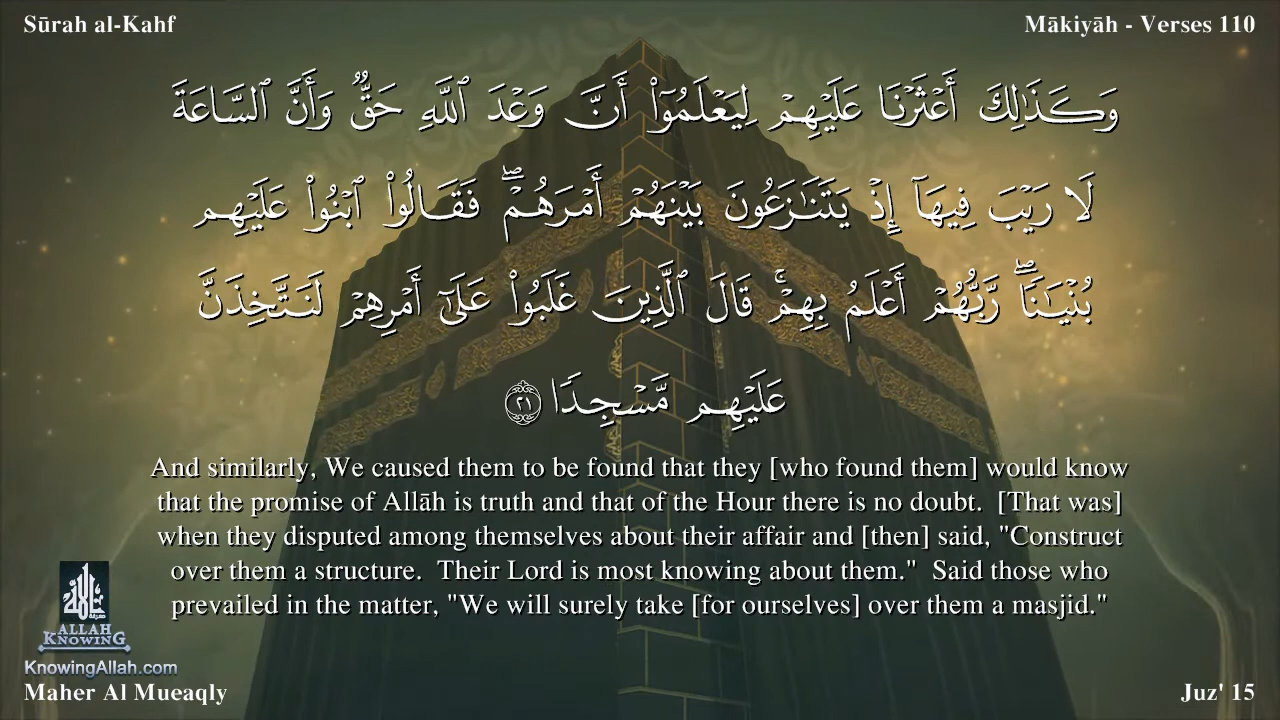 Sūrah al-Kahf
Mākiyāh - Verses 110
وَكَذَٰلِكَ أَعْثَرْنَا عَلَيْهِمْ لِيَعْلَمُوٓا۟ أَنَّ وَعْدَ ٱللَّهِ حَقٌّ وَأَنَّ ٱلسَّاعَةَ
لَا رَيْبَ فِيهَآ إِذْ يَتَنَـٰزَعُونَ بَيْنَهُمْ أَمْرَهُمْ ۖ فَقَالُوا۟ ٱبْنُوا۟ عَلَيْهِم
بُنْيَـٰنًا ۖ رَّبُّهُمْ أَعْلَمُ بِهِمْ ۚ قَالَ ٱلَّذِينَ غَلَبُوا۟ عَلَىٰٓ أَمْرِهِمْ لَنَتَّخِذَنَّ
عَلَيْهِم مَّسْجِدًا ٢١
And similarly, We caused them to be found that they [who found them] would know
that the promise of Allāh is truth and that of the Hour there is no doubt.  [That was]
when they disputed among themselves about their affair and [then] said, "Construct
over them a structure.  Their Lord is most knowing about them."  Said those who
prevailed in the matter, "We will surely take [for ourselves] over them a masjid."
ALLAH
KNOWING
KnowingAllah.com
Maher Al Mueaqly
Juz' 15